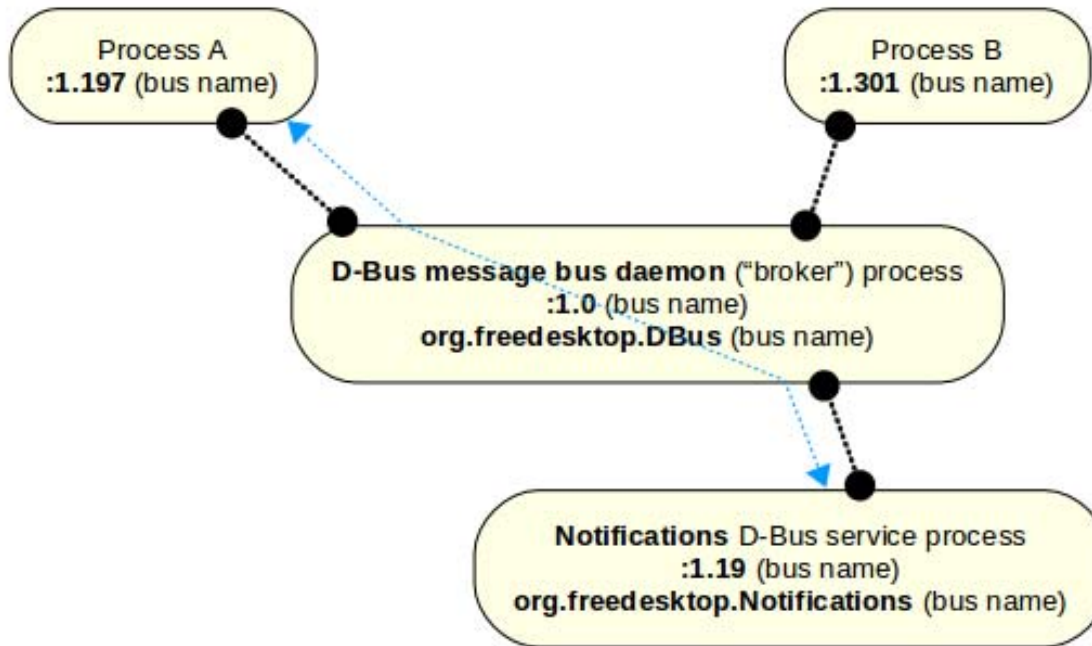 Process A
:1.197 (bus name)
Process B
:1.301 (bus name)
D-Bus message bus daemon (“broker”) process
:1.0 (bus name)
org.freedesktop.DBus (bus name)
Notifications D-Bus service process
:1.19 (bus name)
org.freedesktop.Notifications (bus name)